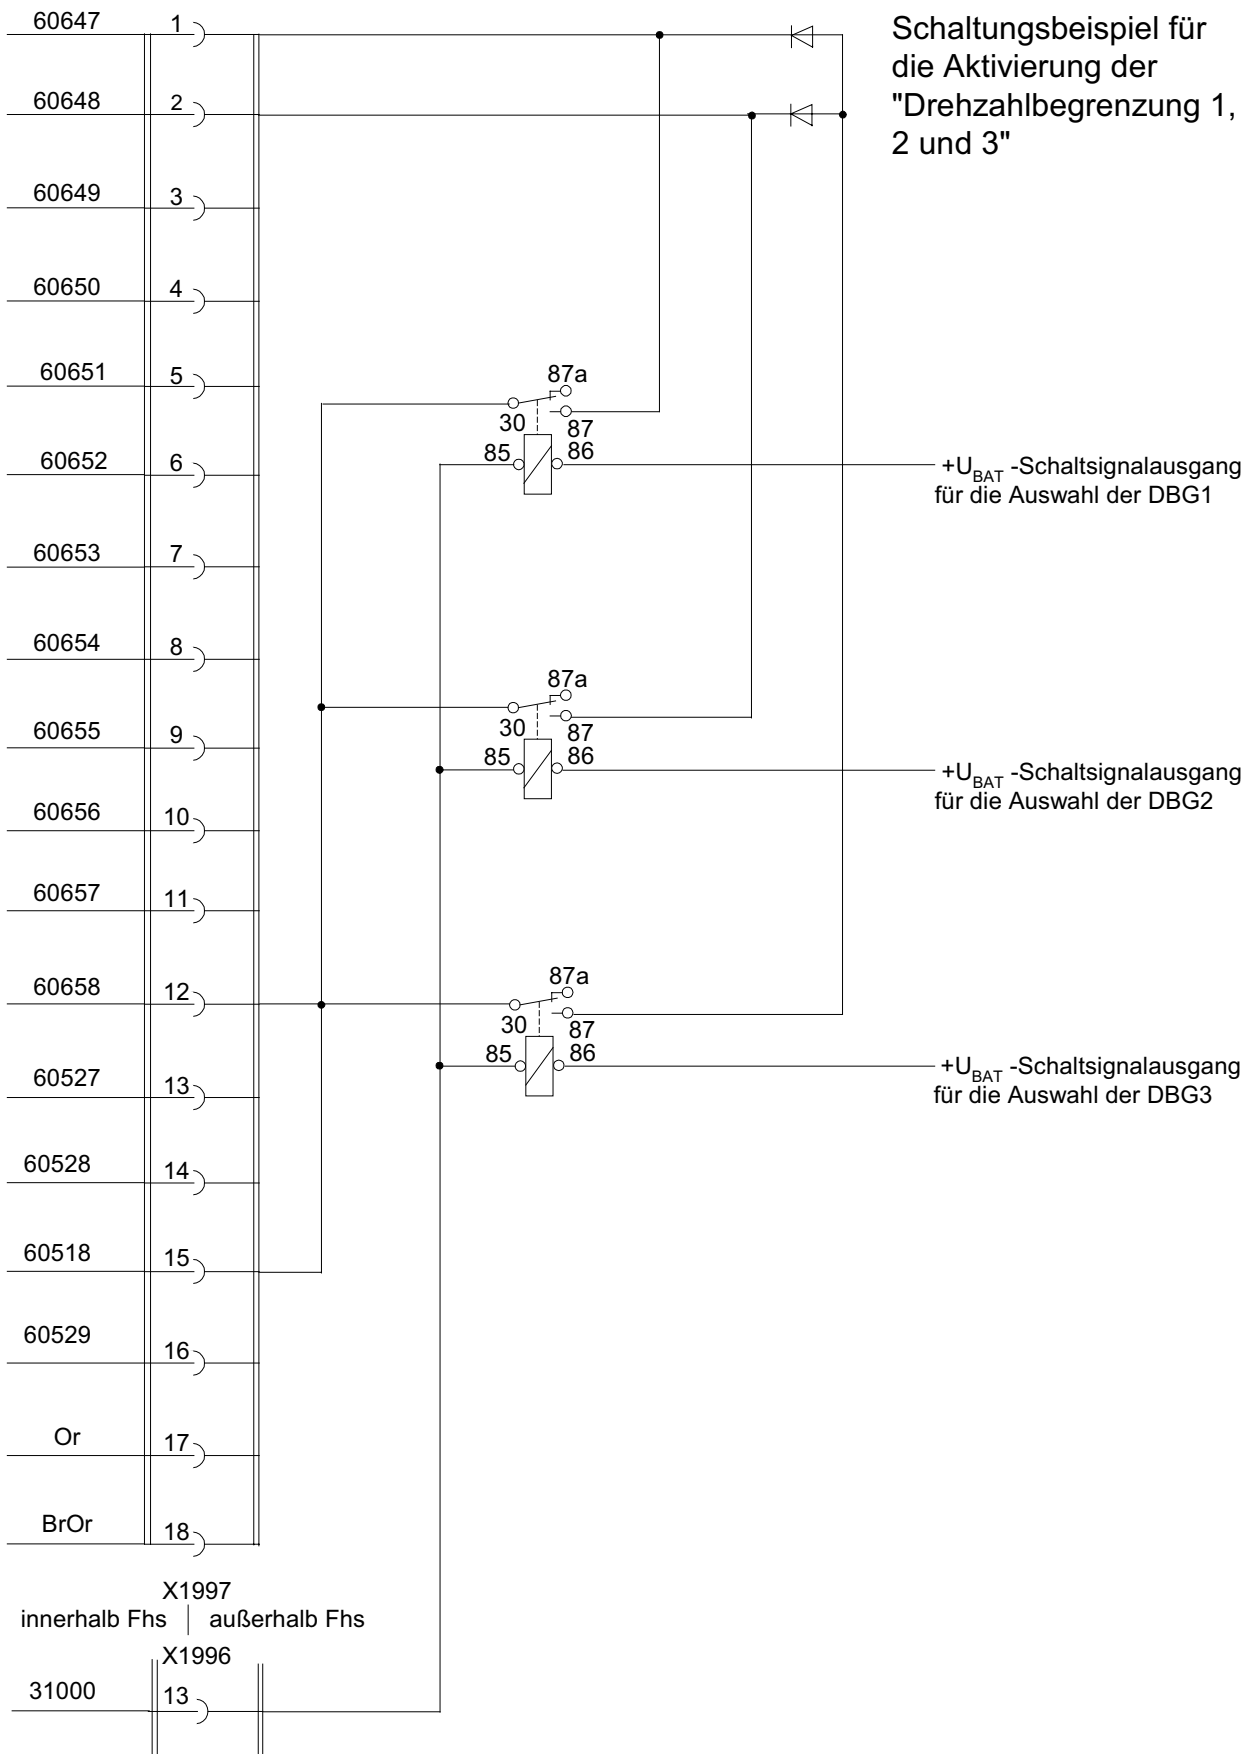 60647 1
Schaltungsbeispiel für
die Aktivierung der
"Drehzahlbegrenzung 1,
2 und 3"
60648 2
60649 3
60650 4
60651 5
60652 6
60653 7
60654 8
60655 9
60656 10
60657 11
60658 12
60527 13
60528 14
60518 15
60529 16
Or 17
BrOr 18
87a
30 87
85 86
+UBAT -Schaltsignalausgang
für die Auswahl der DBG1
87a
30 87
85 86
+UBAT -Schaltsignalausgang
für die Auswahl der DBG2
87a
30 87
85 86
+UBAT -Schaltsignalausgang
für die Auswahl der DBG3
X1997
innerhalb Fhs außerhalb Fhs
X1996
31000 13